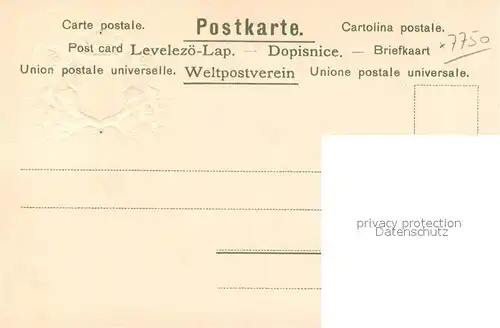 Carte postale. Postkarte. Cartolina postale.
Post card Levelezö-Lap. — Dopisnice. — Briefkaart × 7750
Union postale universelle. Weltpostverein Unione postale universale.
privacy protection
Datenschutz